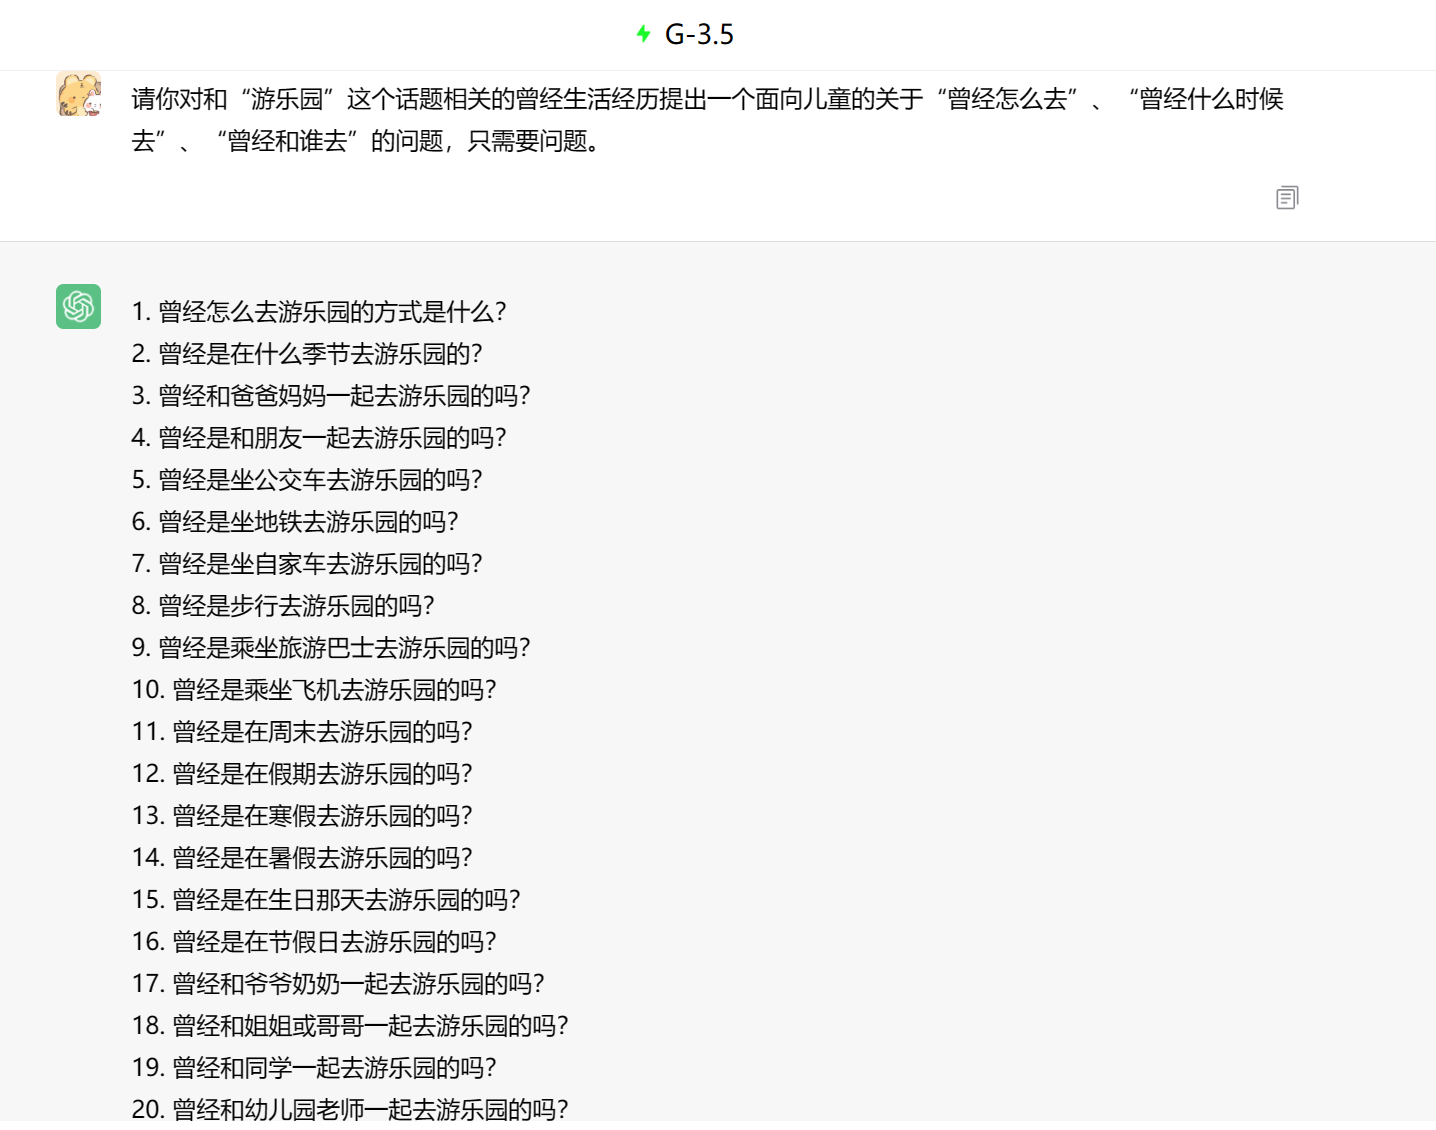 G-3.5
请你对和“游乐园”这个话题相关的曾经生活经历提出一个面向儿童的关于“曾经怎么去”、“曾经什么时候
去”、“曾经和谁去”的问题，只需要问题。
1. 曾经怎么去游乐园的方式是什么？
2. 曾经是在什么季节去游乐园的？
3. 曾经和爸爸妈妈一起去游乐园的吗？
4. 曾经是和朋友一起去游乐园的吗？
5. 曾经是坐公交车去游乐园的吗？
6. 曾经是坐地铁去游乐园的吗？
7. 曾经是坐自家车去游乐园的吗？
8. 曾经是步行去游乐园的吗？
9. 曾经是乘坐旅游巴士去游乐园的吗？
10. 曾经是乘坐飞机去游乐园的吗？
11. 曾经是在周末去游乐园的吗？
12. 曾经是在假期去游乐园的吗？
13. 曾经是在寒假去游乐园的吗？
14. 曾经是在暑假去游乐园的吗？
15. 曾经是在生日那天去游乐园的吗？
16. 曾经是在节假日去游乐园的吗？
17. 曾经和爷爷奶奶一起去游乐园的吗？
18. 曾经和姐姐或哥哥一起去游乐园的吗？
19. 曾经和同学一起去游乐园的吗？
20. 曾经和幼儿园老师一起去游乐园的吗？